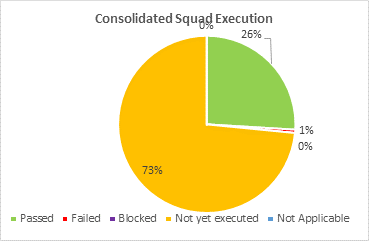 Consolidated Squad Execution
0%
26%
1%
0%
73%
Passed Failed Blocked Not yet executed Not Applicable